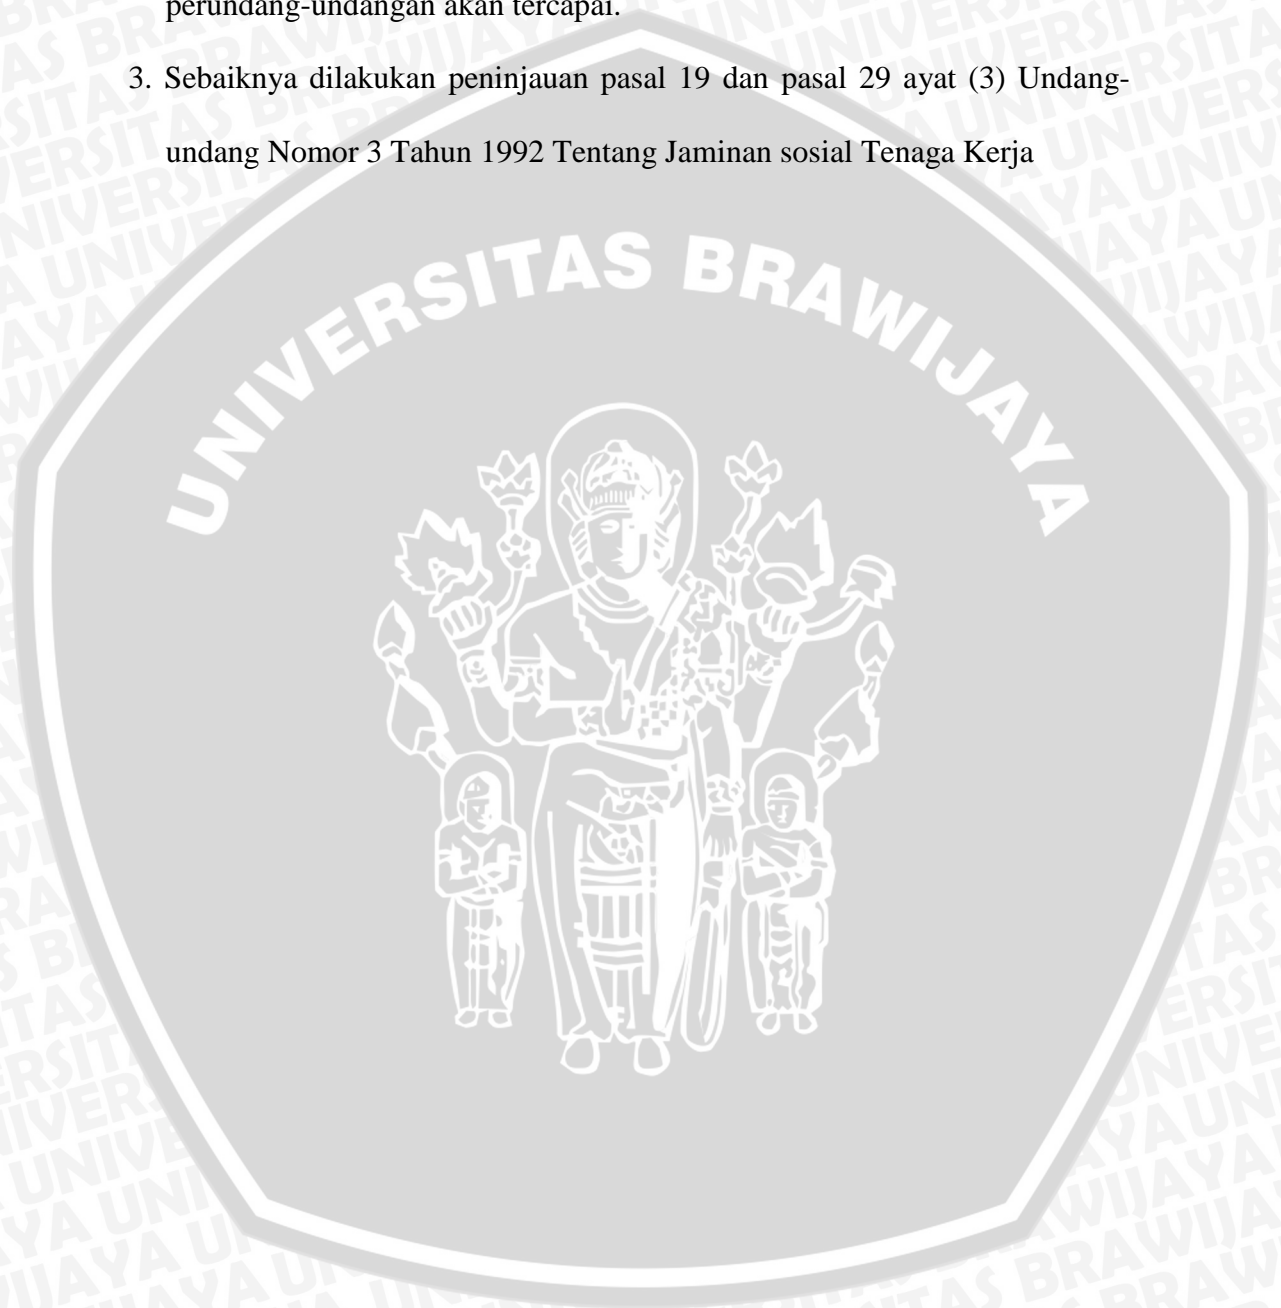 perundang-undangan akan tercapai.
3. Sebaiknya dilakukan peninjauan pasal 19 dan pasal 29 ayat (3) Undang-
undang Nomor 3 Tahun 1992 Tentang Jaminan sosial Tenaga Kerja
UNIVERSITAS BRAWIJAYA